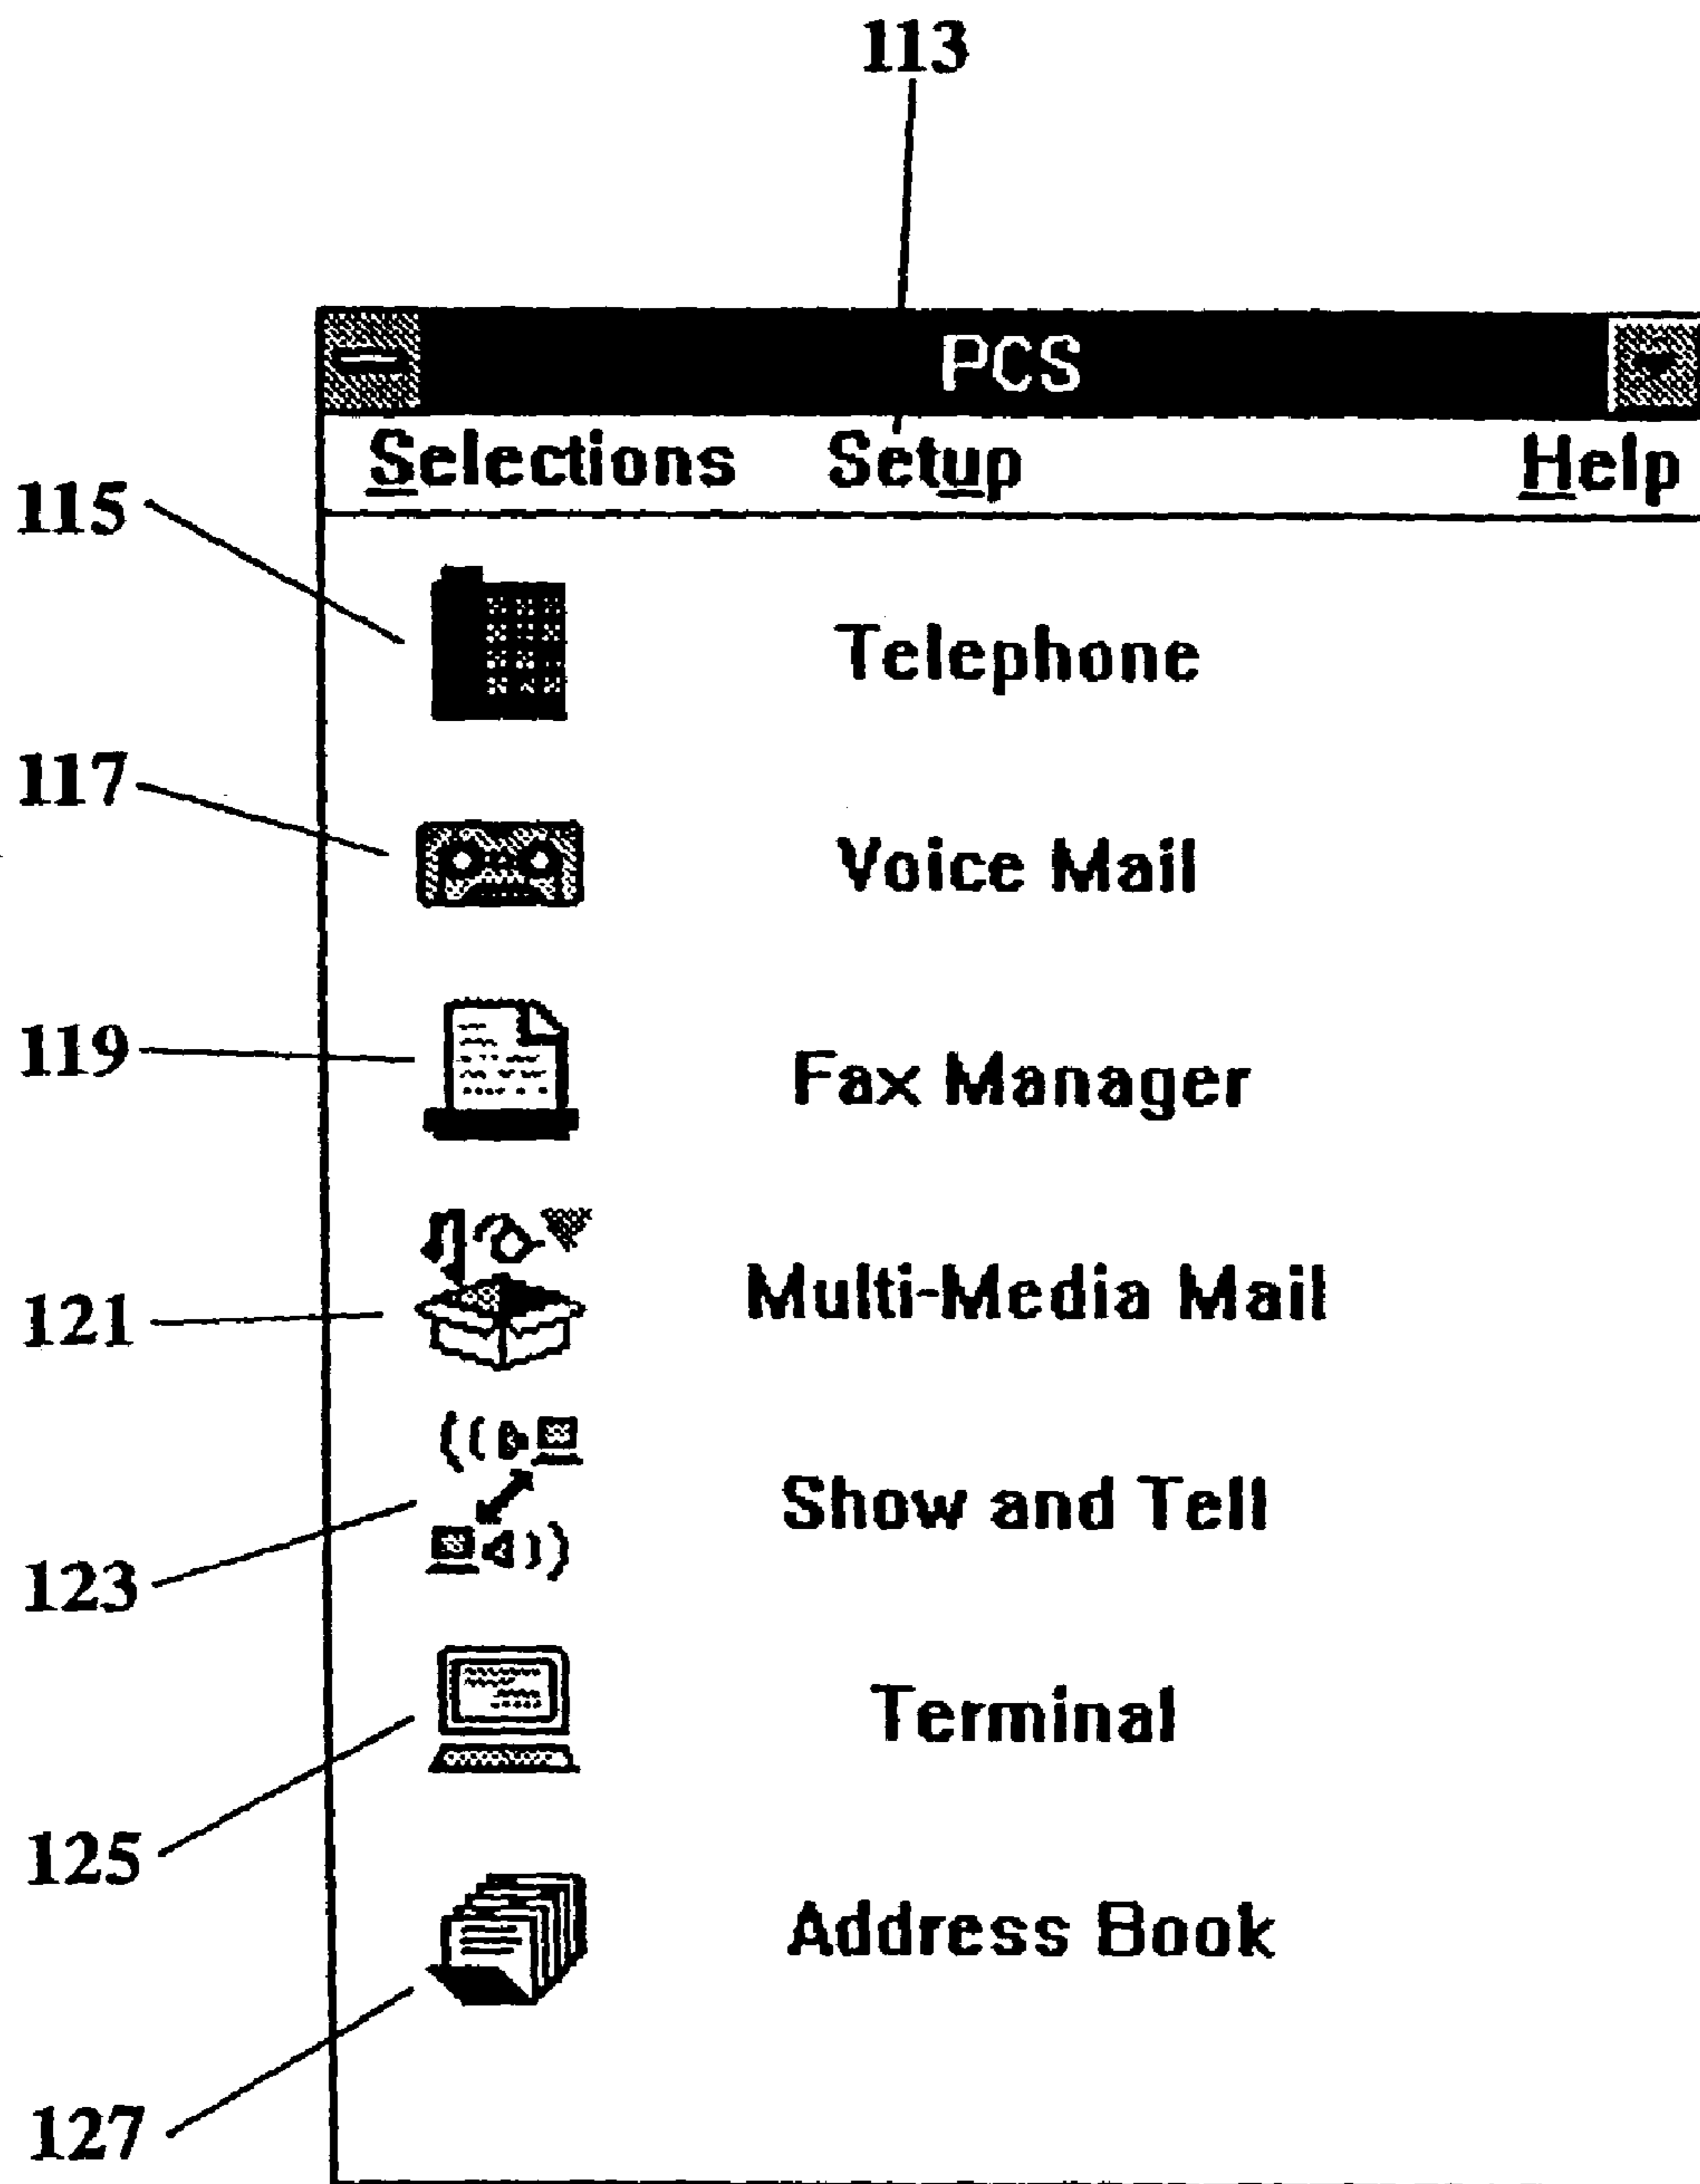 113
PCS
Selections Setup Help
115
Telephone
117
Voice Mail
119
Fax Manager
121
Multi-Media Mail
123
Show and Tell
125
Terminal
127
Address Book